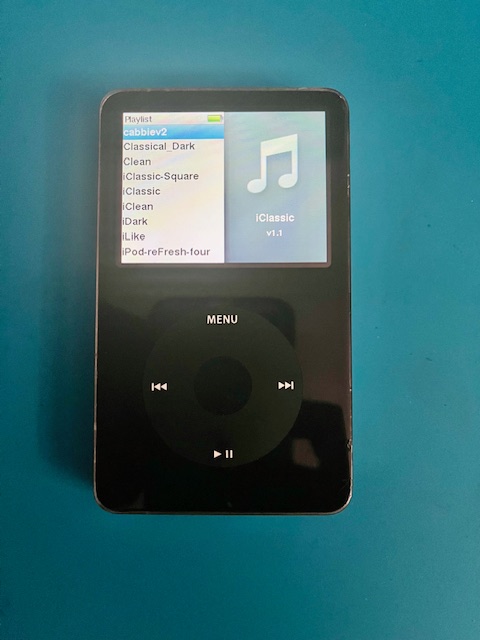 Playlist
cabbiev2
Classical_Dark
Clean
iClassic-Square
iClassic
iClean
iDark
iLike
iPod-reFresh-four
iClassic
v1.1
MENU